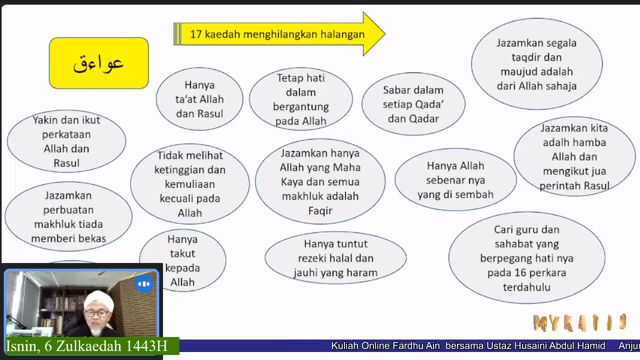 17 kaedah menghilangkan halangan
عواءق
Jazamkan segala
taqdir dan
maujud adalah
dari Allah sahaja
Hanya
ta'at Allah
dan Rasul
Tetap hati
dalam
bergantung
pada Allah
Sabar dalam
setiap Qada'
dan Qadar
Yakin dan ikut
perkataan
Allah dan
Rasul
Tidak melihat
ketinggian dan
kemuliaan
kecuali pada
Allah
Jazamkan hanya
Allah yang Maha
Kaya dan semua
makhluk adalah
Faqir
Hanya Allah
sebenar nya
yang di sembah
Jazamkan kita
adalh hamba
Allah dan
mengikut jua
perintah Rasul
Jazamkan
perbuatan
makhluk tiada
memberi bekas
Hanya
takut
kepada
Allah
Hanya tuntut
rezeki halal dan
jauhi yang haram
Cari guru dan
sahabat yang
berpegang hati nya
pada 16 perkara
terdahulu
Isnin, 6 Zulkaedah 1443H
Kuliah Online Fardhu Ain bersama Ustaz Husaini Abdul Hamid Anju